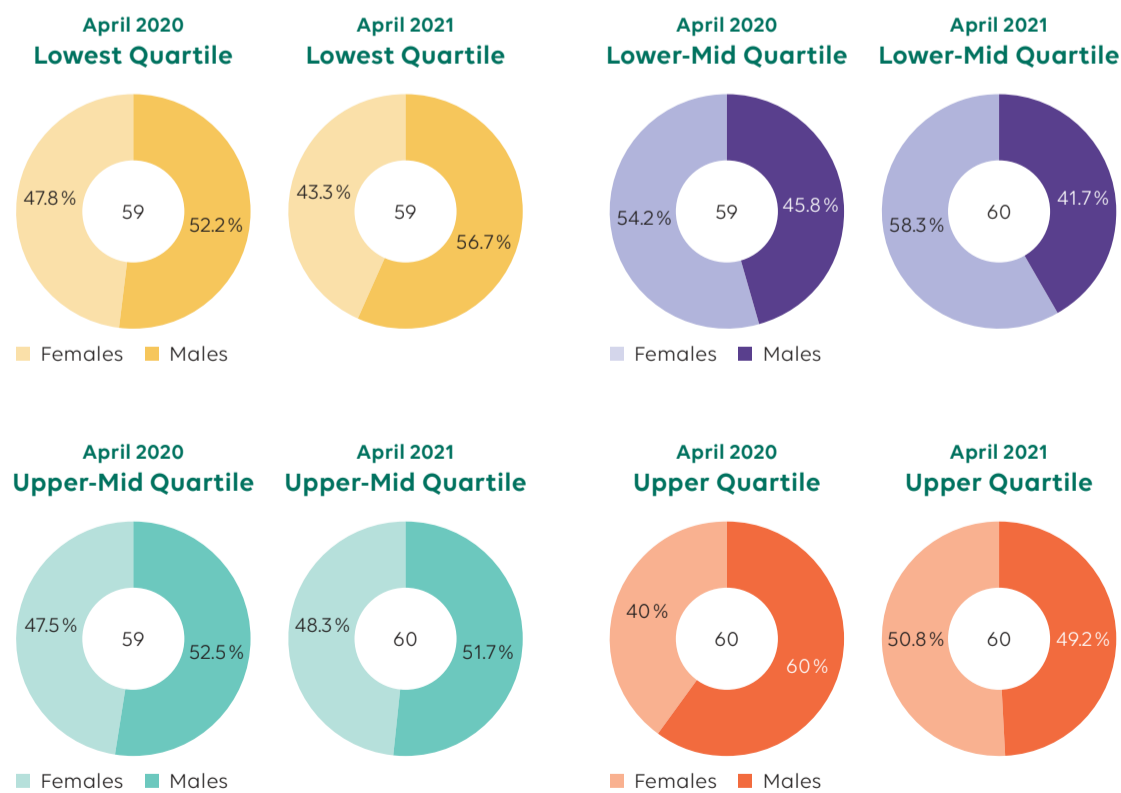 April 2020
Lowest Quartile
47.8%
59
52.2%
April 2021
Lowest Quartile
43.3%
59
56.7%
Females
Males
April 2020
Lower-Mid Quartile
54.2%
59
45.8%
April 2021
Lower-Mid Quartile
58.3%
60
41.7%
Females
Males
April 2020
Upper-Mid Quartile
47.5%
59
52.5%
April 2021
Upper-Mid Quartile
48.3%
60
51.7%
Females
Males
April 2020
Upper Quartile
40%
60
60%
April 2021
Upper Quartile
50.8%
60
49.2%
Females
Males